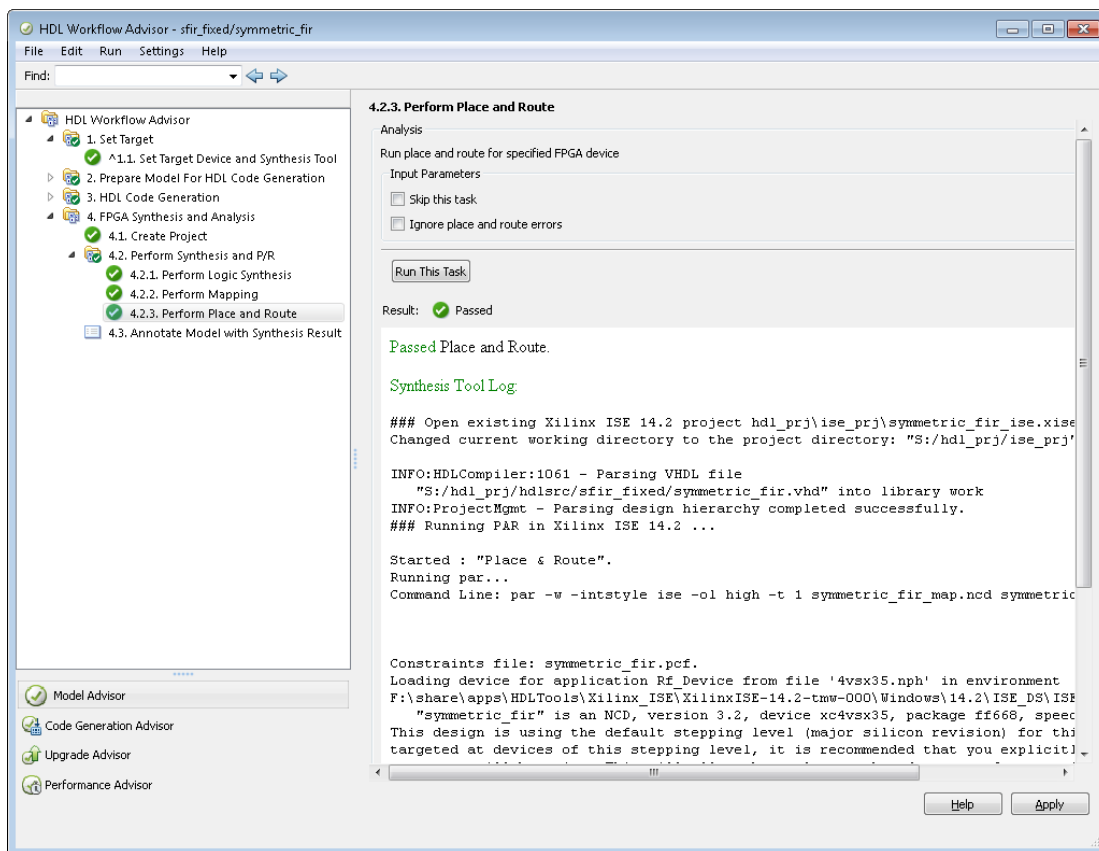 HDL Workflow Advisor - sfir_fixed/symmetric_fir
File Edit Run Settings Help
Find:
HDL Workflow Advisor
1. Set Target
^1.1. Set Target Device and Synthesis Tool
2. Prepare Model For HDL Code Generation
3. HDL Code Generation
4. FPGA Synthesis and Analysis
4.1. Create Project
4.2. Perform Synthesis and P/R
4.2.1. Perform Logic Synthesis
4.2.2. Perform Mapping
4.2.3. Perform Place and Route
4.3. Annotate Model with Synthesis Result
Model Advisor
Code Generation Advisor
Upgrade Advisor
Performance Advisor
4.2.3. Perform Place and Route
Analysis
Run place and route for specified FPGA device
Input Parameters
Skip this task
Ignore place and route errors
Run This Task
Result: Passed
Passed Place and Route.
Synthesis Tool Log:
### Open existing Xilinx ISE 14.2 project hdl_prj\ise_prj\symmetric_fir_ise.xise
Changed current working directory to the project directory: "S:/hdl_prj/ise_prj"
INFO:HDLCompiler:1061 - Parsing VHDL file
"S:/hdl_prj/hdlsrc/sfir_fixed/symmetric_fir.vhd" into library work
INFO:ProjectMgmt - Parsing design hierarchy completed successfully.
### Running PAR in Xilinx ISE 14.2 ...
Started : "Place & Route".
Running par...
Command Line: par -w -intstyle ise -ol high -t 1 symmetric_fir_map.ncd symmetric
Constraints file: symmetric_fir.pcf.
Loading device for application Rf_Device from file '4vsx35.nph' in environment
F:\share\apps\HDLTools\Xilinx_ISE\XilinxISE-14.2-tmw-000\Windows\14.2\ISE_DS\ISE
"symmetric_fir" is an NCD, version 3.2, device xc4vsx35, package ff668, speed
This design is using the default stepping level (major silicon revision) for thi
targeted at devices of this stepping level, it is recommended that you explicitl
Help Apply